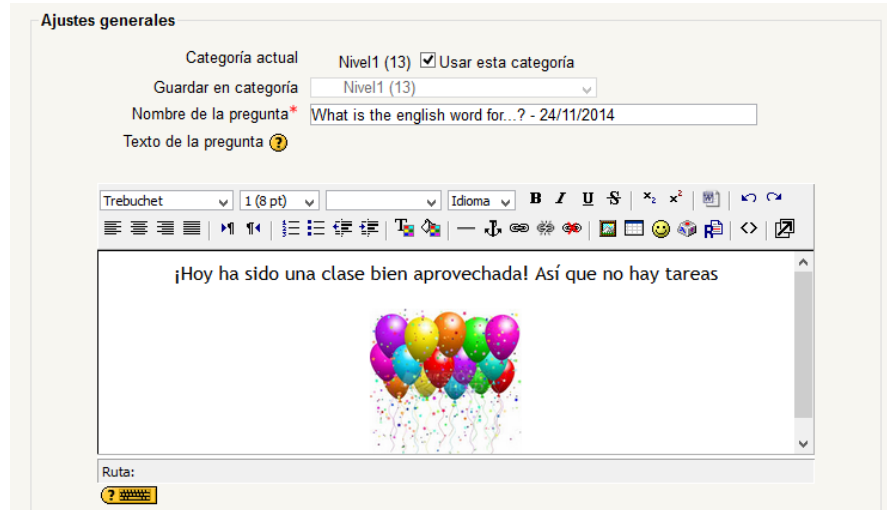 Ajustes generales
Categoría actual Nivel1 (13) Usar esta categoría
Guardar en categoría Nivel1 (13)
Nombre de la pregunta* What is the english word for...? - 24/11/2014
Texto de la pregunta ?
Trebuchet 1 (8 pt) Idioma B I U S x₂ x²
¡Hoy ha sido una clase bien aprovechada! Así que no hay tareas
Ruta:
?